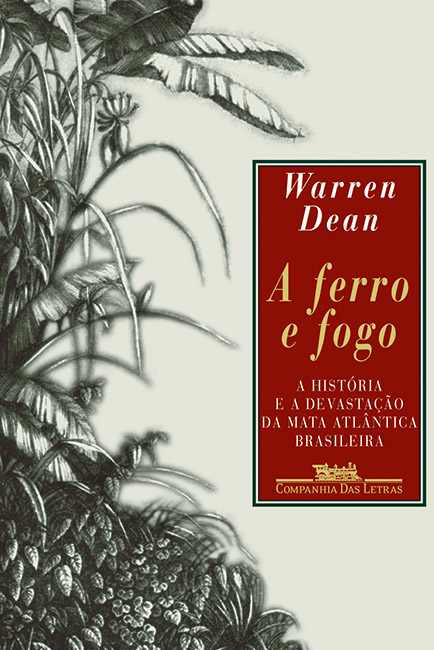 Warren
Dean
A ferro
e fogo
A HISTÓRIA
E A DEVASTAÇÃO
DA MATA ATLÂNTICA
BRASILEIRA
COMPANHIA DAS LETRAS